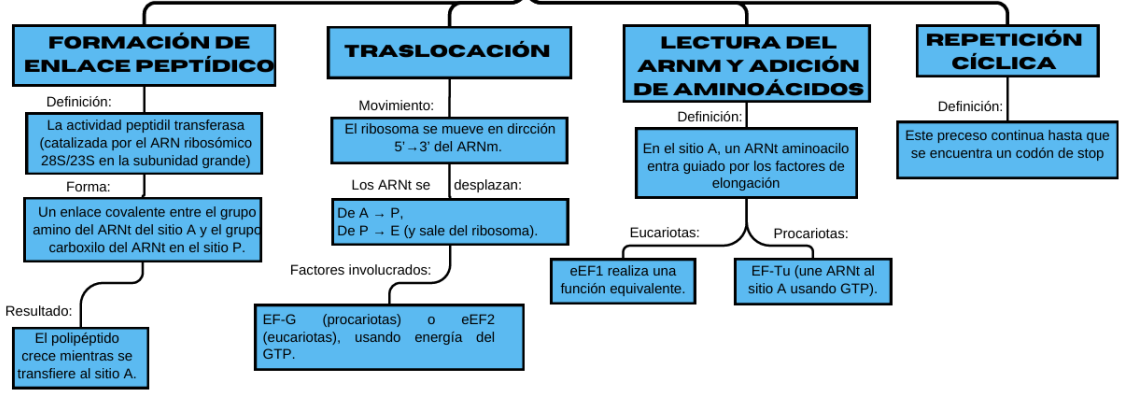 FORMACIÓN DE
ENLACE PEPTÍDICO
Definición:
La actividad peptidil transferasa
(catalizada por el ARN ribosómico
28S/23S en la subunidad grande)
Forma:
Un enlace covalente entre el grupo
amino del ARNt del sitio A y el grupo
carboxilo del ARNt en el sitio P.
Resultado:
El polipéptido
crece mientras se
transfiere al sitio A.
TRASLOCACIÓN
Movimiento:
El ribosoma se mueve en dircción
5'→3' del ARNm.
Los ARNt se desplazan:
De A → P,
De P → E (y sale del ribosoma).
Factores involucrados:
EF-G (procariotas) o eEF2
(eucariotas), usando energía del
GTP.
LECTURA DEL
ARNM Y ADICIÓN
DE AMINOÁCIDOS
Definición:
En el sitio A, un ARNt aminoacilo
entra guiado por los factores de
elongación
Eucariotas:
eEF1 realiza una
función equivalente.
Procariotas:
EF-Tu (une ARNt al
sitio A usando GTP).
REPETICIÓN
CÍCLICA
Definición:
Este preceso continua hasta que
se encuentra un codón de stop